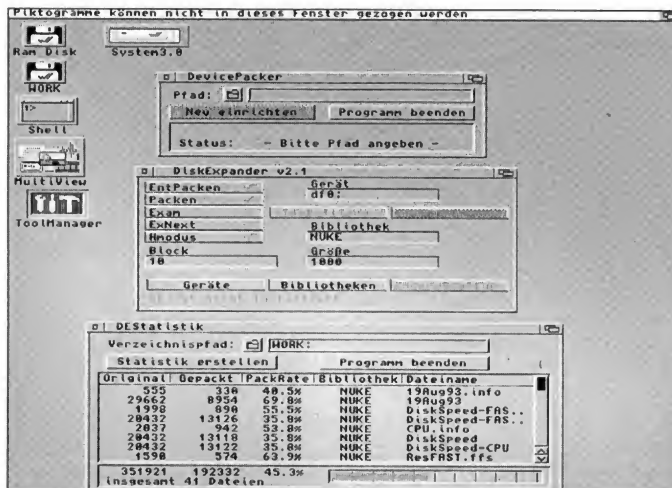 Piktogramme können nicht in dieses Fenster gezogen werden
Ram Disk
System3.0
WORK
1>
Shell
MultiView
ToolManager
DevicePacker
Pfad:
Neu einrichten
Programm beenden
Status: - Bitte Pfad angeben -
DiskExpander v2.1
EntPacken
Gerät
Packen
df0:
Exam
ExNext
Bibliothek
Hmodus
NUKE
Block
Größe
10
1000
Geräte
Bibliotheken
DEStatistik
Verzeichnispfad: WORK:
Statistik erstellen
Programm beenden
Original Gepackt PackRate Bibliothek Dateiname
555 330 40.5% NUKE 19Aug93.info
29662 8954 69.8% NUKE 19Aug93
1998 890 55.5% NUKE DiskSpeed-FAS..
20432 13126 35.8% NUKE DiskSpeed-FAS..
2037 942 53.8% NUKE CPU.info
20432 13118 35.8% NUKE DiskSpeed
20432 13122 35.8% NUKE DiskSpeed-CPU
1590 574 63.9% NUKE ResFAST.ffs
351921 192332 45.3%
insgesamt 41 Dateien